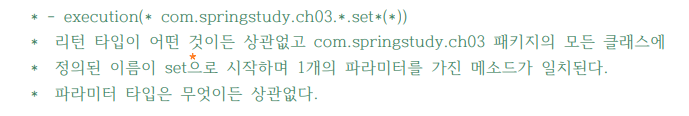 * - execution(* com.springstudy.ch03.*.set*(*))
* 리턴 타입이 어떤 것이든 상관없고 com.springstudy.ch03 패키지의 모든 클래스에
* 정의된 이름이 set*으로 시작하며 1개의 파라미터를 가진 메소드가 일치된다.
* 파라미터 타입은 무엇이든 상관없다.